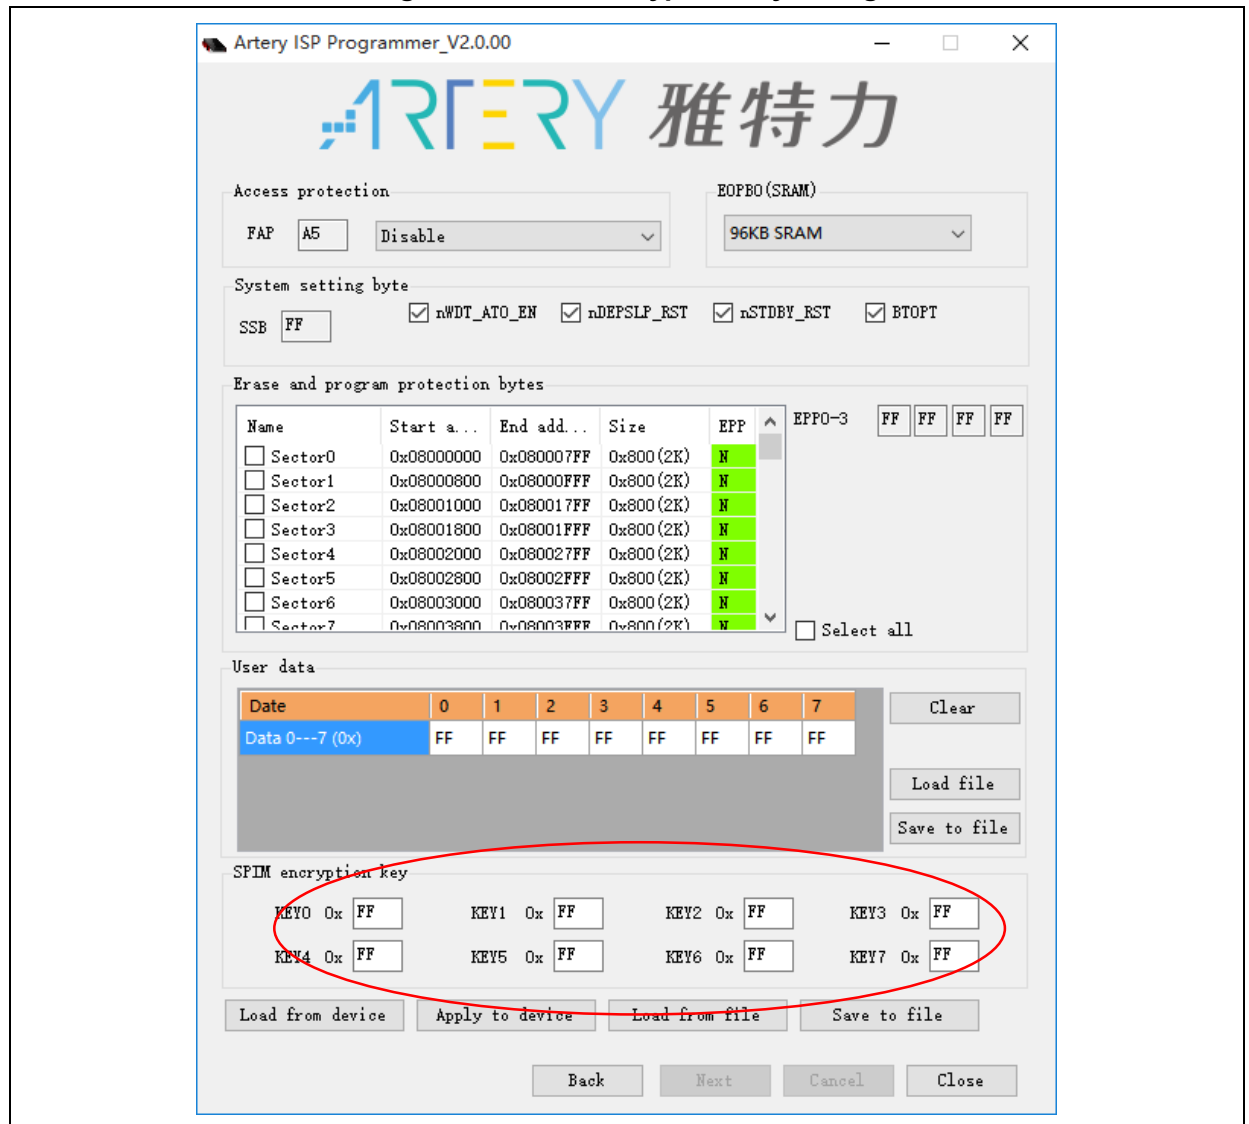 Artery ISP Programmer_V2.0.00
ARTERY 雅特力
Access protection
EOPB0(SRAM)
FAP A5 Disable
96KB SRAM
System setting byte
SSB FF nWDT_ATO_EN nDEPSLP_RST nSTDBY_RST BTOPT
Erase and program protection bytes
Name Start a... End add... Size EPP
EPP0-3 FF FF FF FF
Sector0 0x08000000 0x080007FF 0x800(2K) N
Sector1 0x08000800 0x08000FFF 0x800(2K) N
Sector2 0x08001000 0x080017FF 0x800(2K) N
Sector3 0x08001800 0x08001FFF 0x800(2K) N
Sector4 0x08002000 0x080027FF 0x800(2K) N
Sector5 0x08002800 0x08002FFF 0x800(2K) N
Sector6 0x08003000 0x080037FF 0x800(2K) N
Sector7 0x08003800 0x08003FFF 0x800(2K) N
Select all
User data
Date 0 1 2 3 4 5 6 7
Data 0---7 (0x) FF FF FF FF FF FF FF FF
Clear
Load file
Save to file
SPIM encryption key
KEY0 0x FF KEY1 0x FF KEY2 0x FF KEY3 0x FF
KEY4 0x FF KEY5 0x FF KEY6 0x FF KEY7 0x FF
Load from device Apply to device Load from file Save to file
Back Next Cancel Close